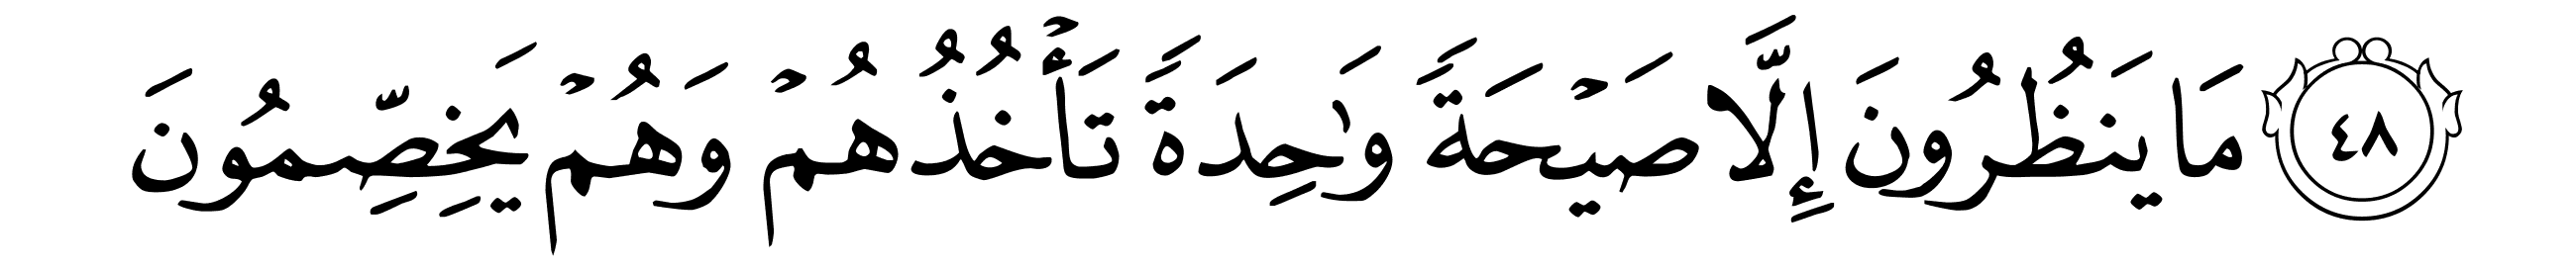 ٤٨ مَا يَنظُرُونَ إِلَّا صَيْحَةً وَٰحِدَةً تَأْخُذُهُمْ وَهُمْ يَخِصِّمُونَ